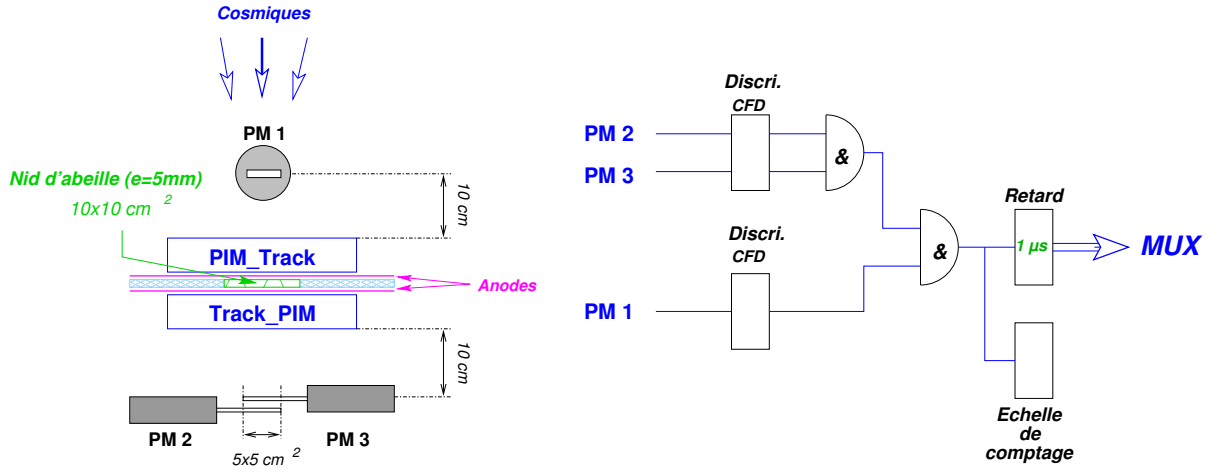 Cosmiques
PM 1
Nid d'abeille (e=5mm)
10x10 cm 2
10 cm
PIM_Track
Anodes
Track_PIM
10 cm
PM 2
PM 3
5x5 cm 2
Discri.
CFD
PM 2
PM 3
&
Discri.
CFD
PM 1
&
Retard
1 µs
MUX
Echelle
de
comptage